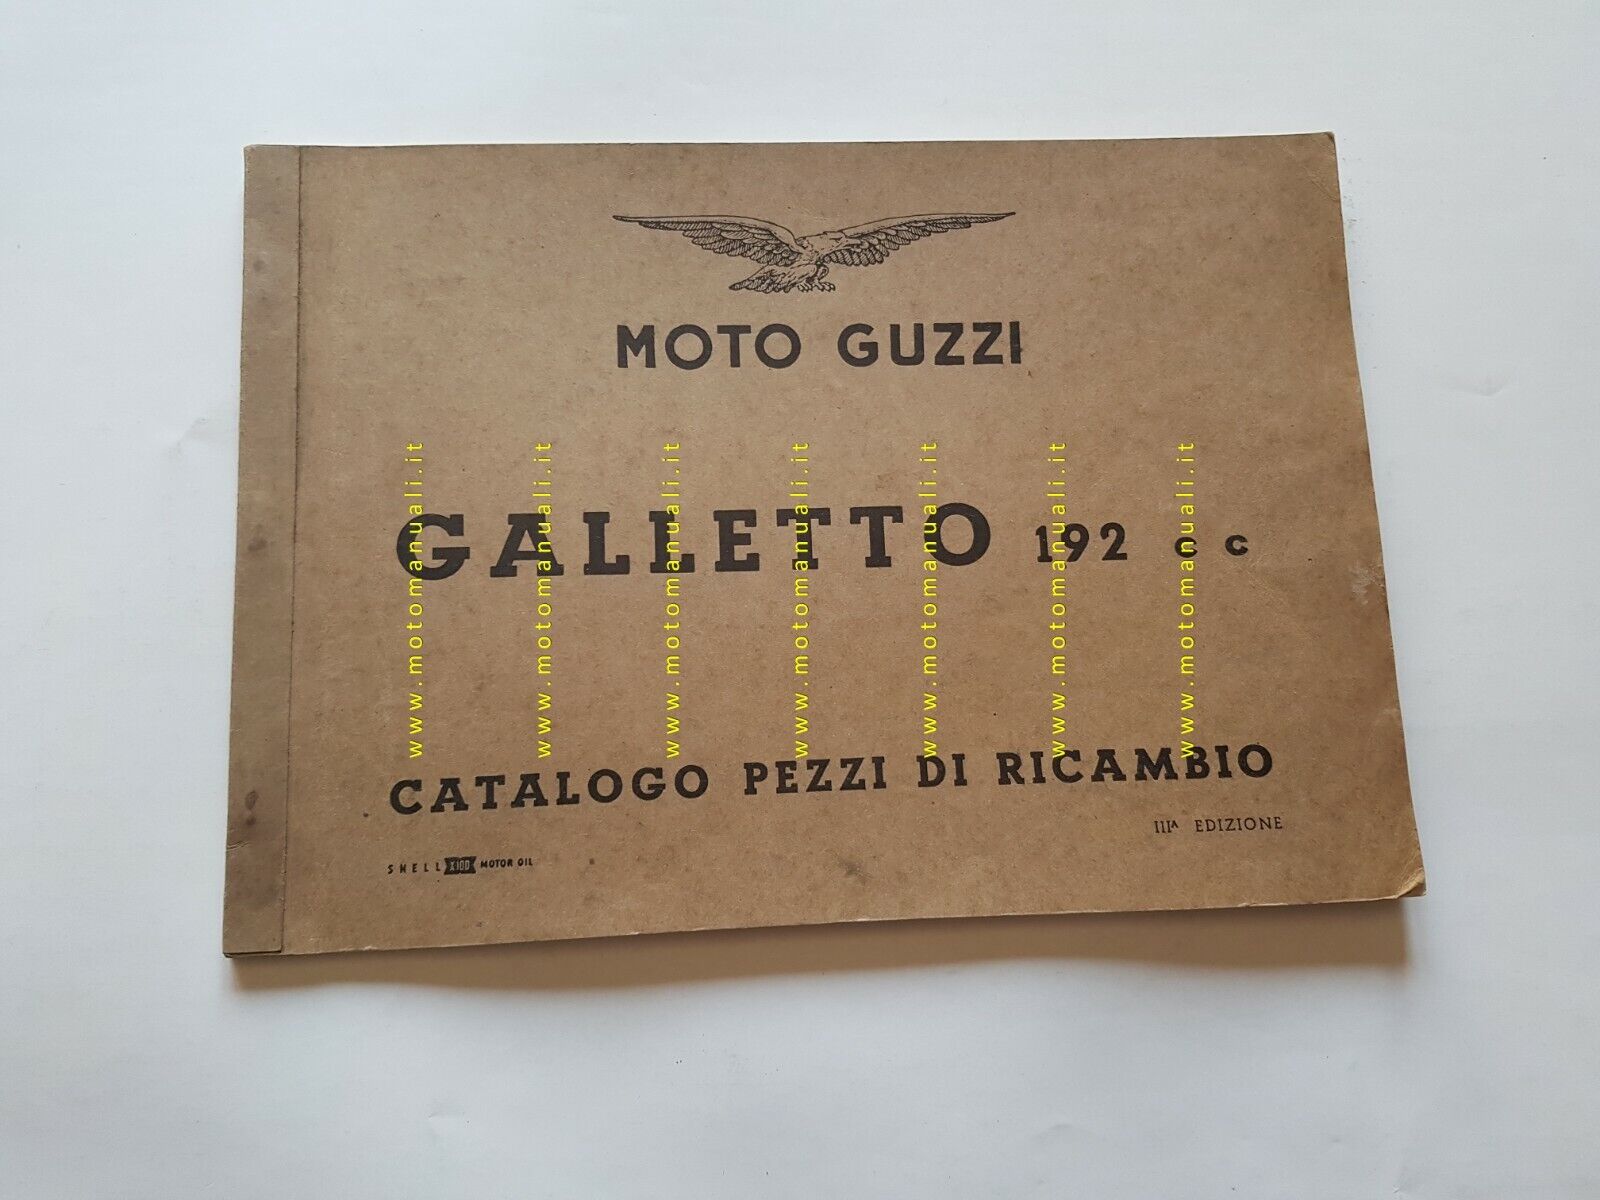 MOTO GUZZI
GALLETTO 192 c c
CATALOGO PEZZI DI RICAMBIO
IIIA EDIZIONE
SHELL X100 MOTOR OIL
www.motomanuali.it
www.motomanuali.it
www.motomanuali.it
www.motomanuali.it
www.motomanuali.it
www.motomanuali.it
www.motomanuali.it